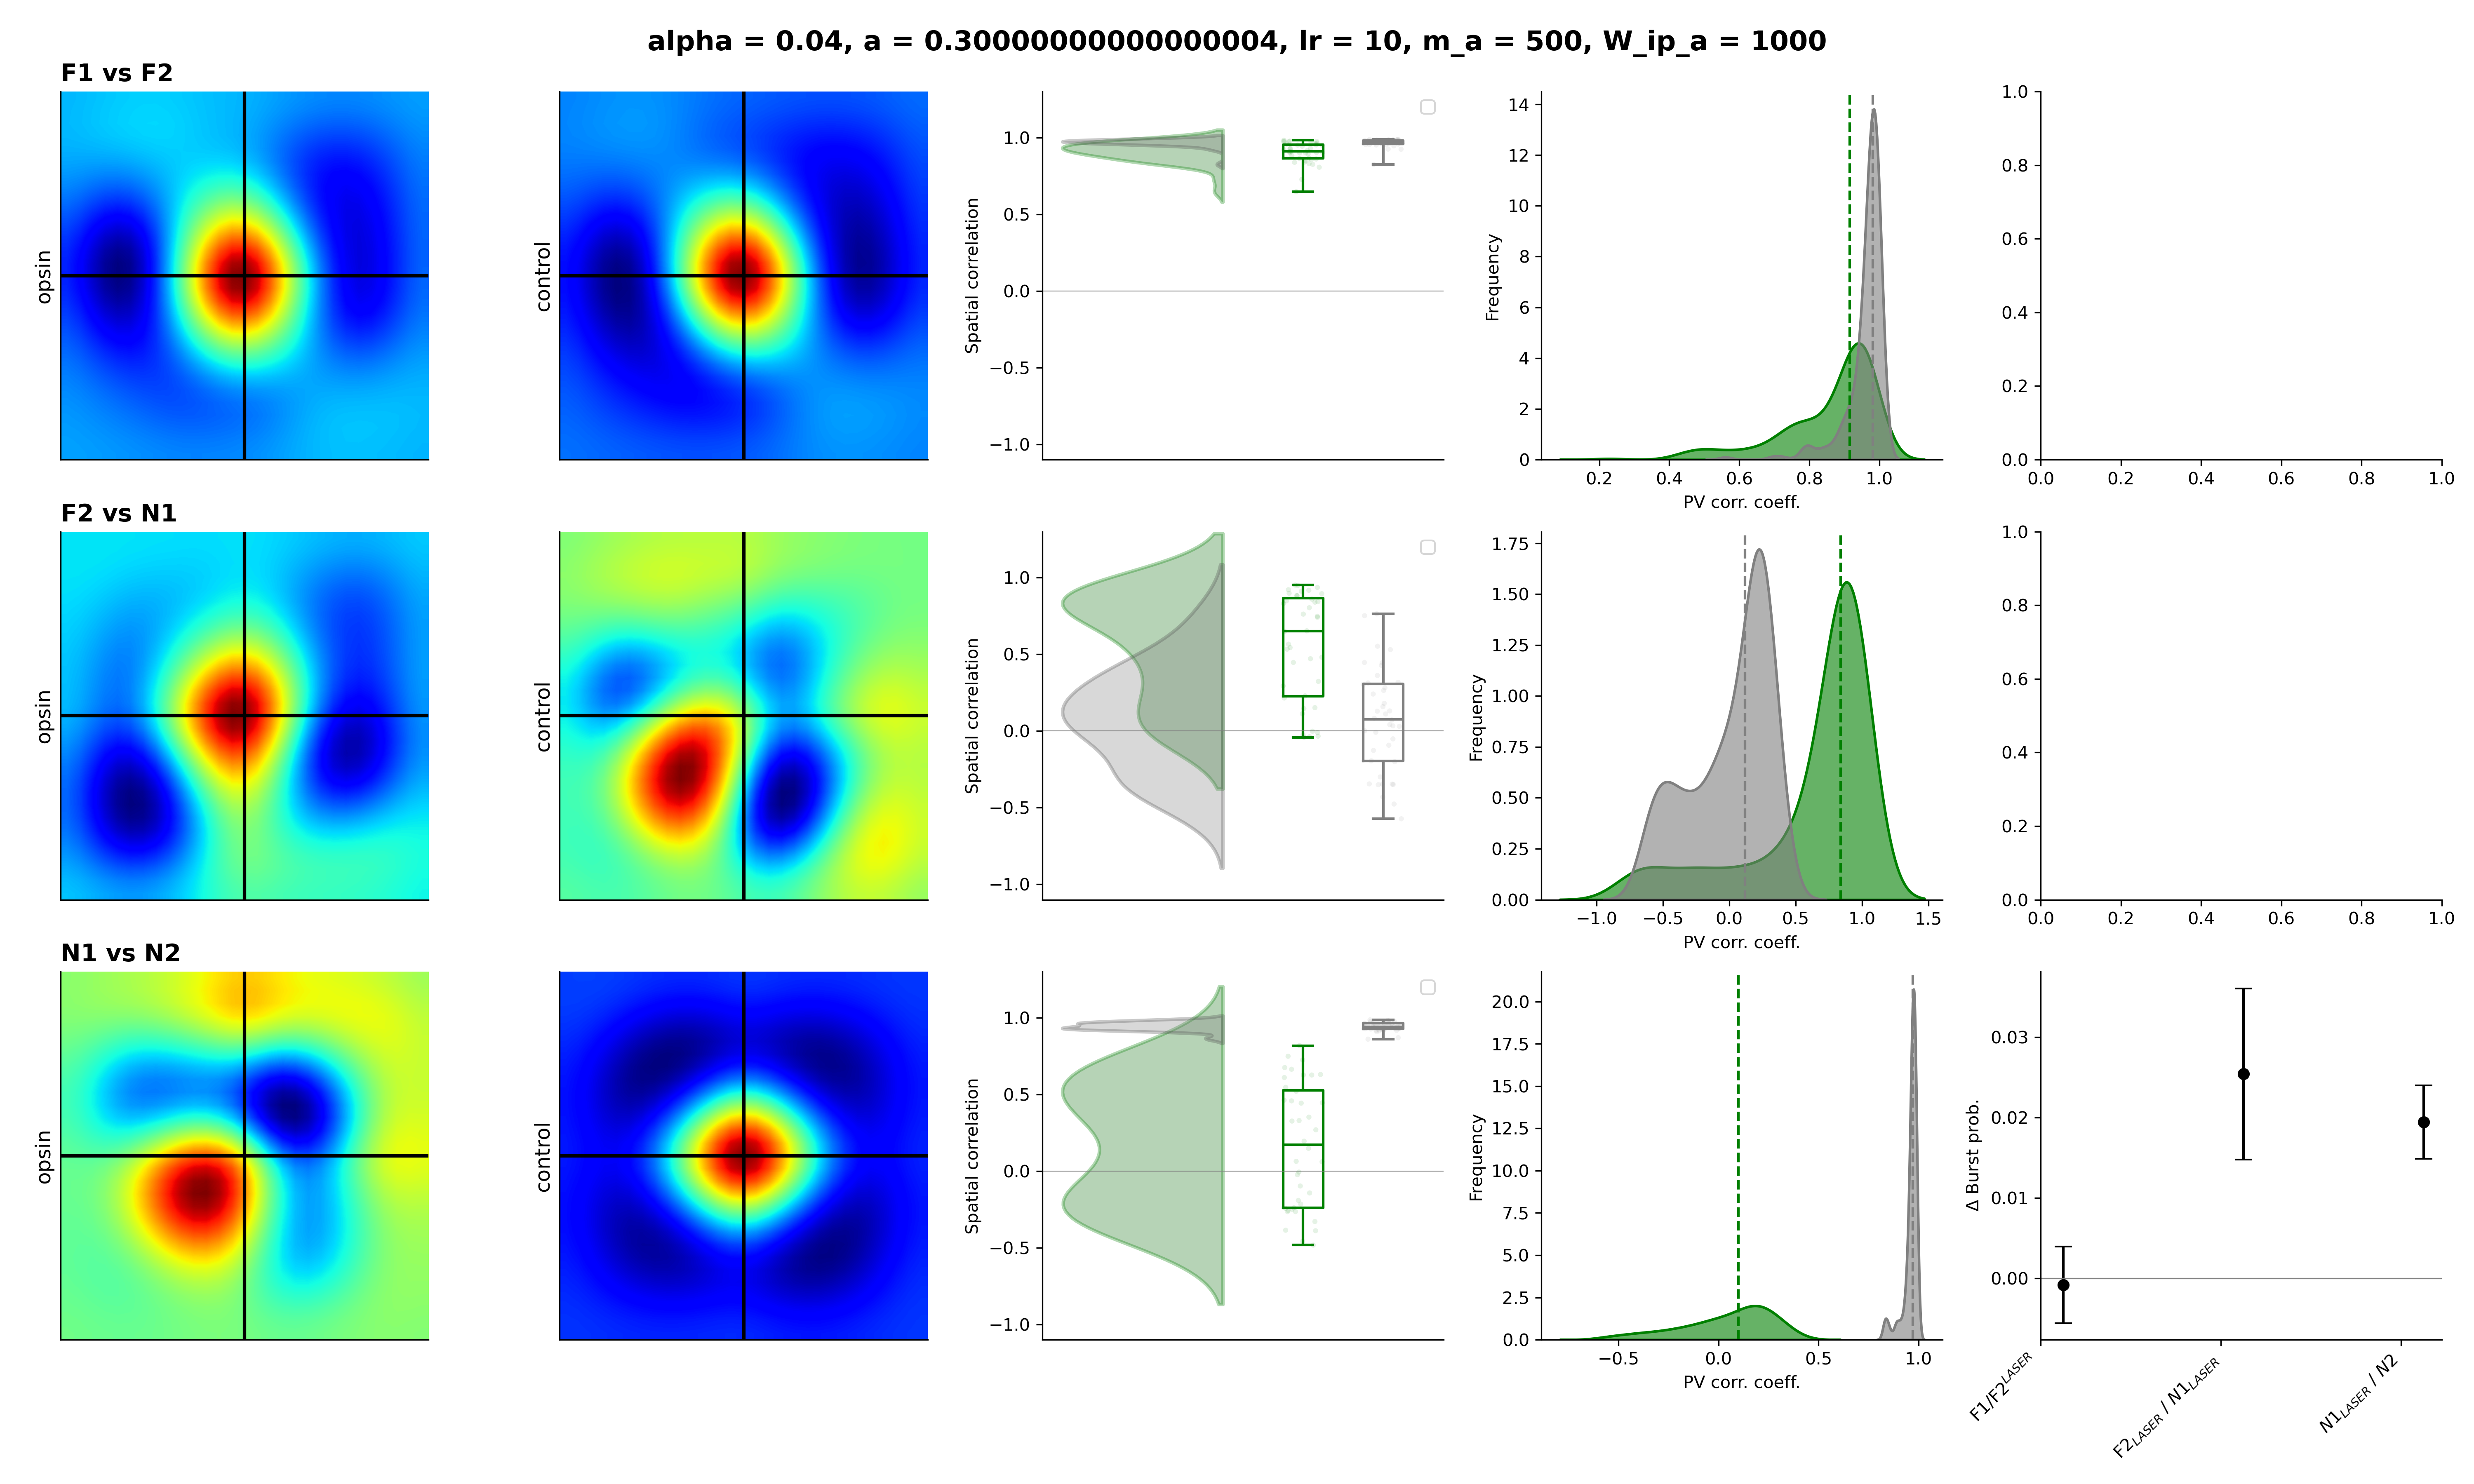 alpha = 0.04, a = 0.30000000000000004, lr = 10, m_a = 500, W_ip_a = 1000
F1 vs F2
opsin
control
Spatial correlation
1.0
0.5
0.0
−0.5
−1.0
Frequency
14
12
10
8
6
4
2
0
0.2 0.4 0.6 0.8 1.0
PV corr. coeff.
1.0
0.8
0.6
0.4
0.2
0.0
0.0 0.2 0.4 0.6 0.8 1.0
F2 vs N1
opsin
control
Spatial correlation
1.0
0.5
0.0
−0.5
−1.0
Frequency
1.75
1.50
1.25
1.00
0.75
0.50
0.25
0.00
−1.0 −0.5 0.0 0.5 1.0 1.5
PV corr. coeff.
1.0
0.8
0.6
0.4
0.2
0.0
0.0 0.2 0.4 0.6 0.8 1.0
N1 vs N2
opsin
control
Spatial correlation
1.0
0.5
0.0
−0.5
−1.0
Frequency
20.0
17.5
15.0
12.5
10.0
7.5
5.0
2.5
0.0
−0.5 0.0 0.5 1.0
PV corr. coeff.
Δ Burst prob.
0.03
0.02
0.01
0.00
F1/F2^LASER
F2_LASER / N1_LASER
N1_LASER / N2